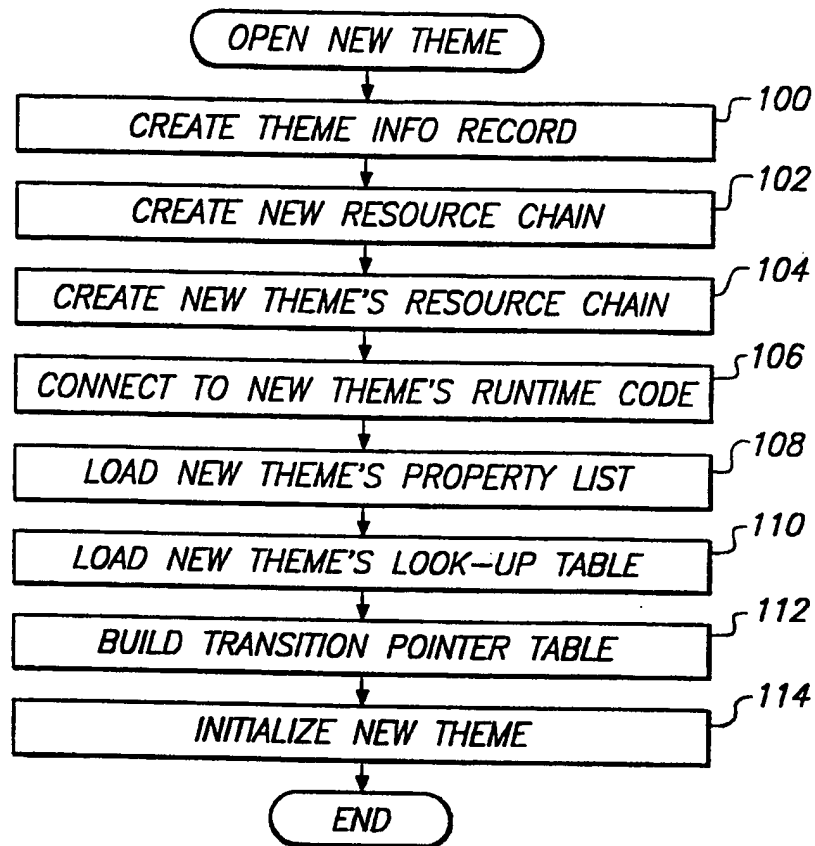 OPEN NEW THEME
100
CREATE THEME INFO RECORD
102
CREATE NEW RESOURCE CHAIN
104
CREATE NEW THEME'S RESOURCE CHAIN
106
CONNECT TO NEW THEME'S RUNTIME CODE
108
LOAD NEW THEME'S PROPERTY LIST
110
LOAD NEW THEME'S LOOK-UP TABLE
112
BUILD TRANSITION POINTER TABLE
114
INITIALIZE NEW THEME
END